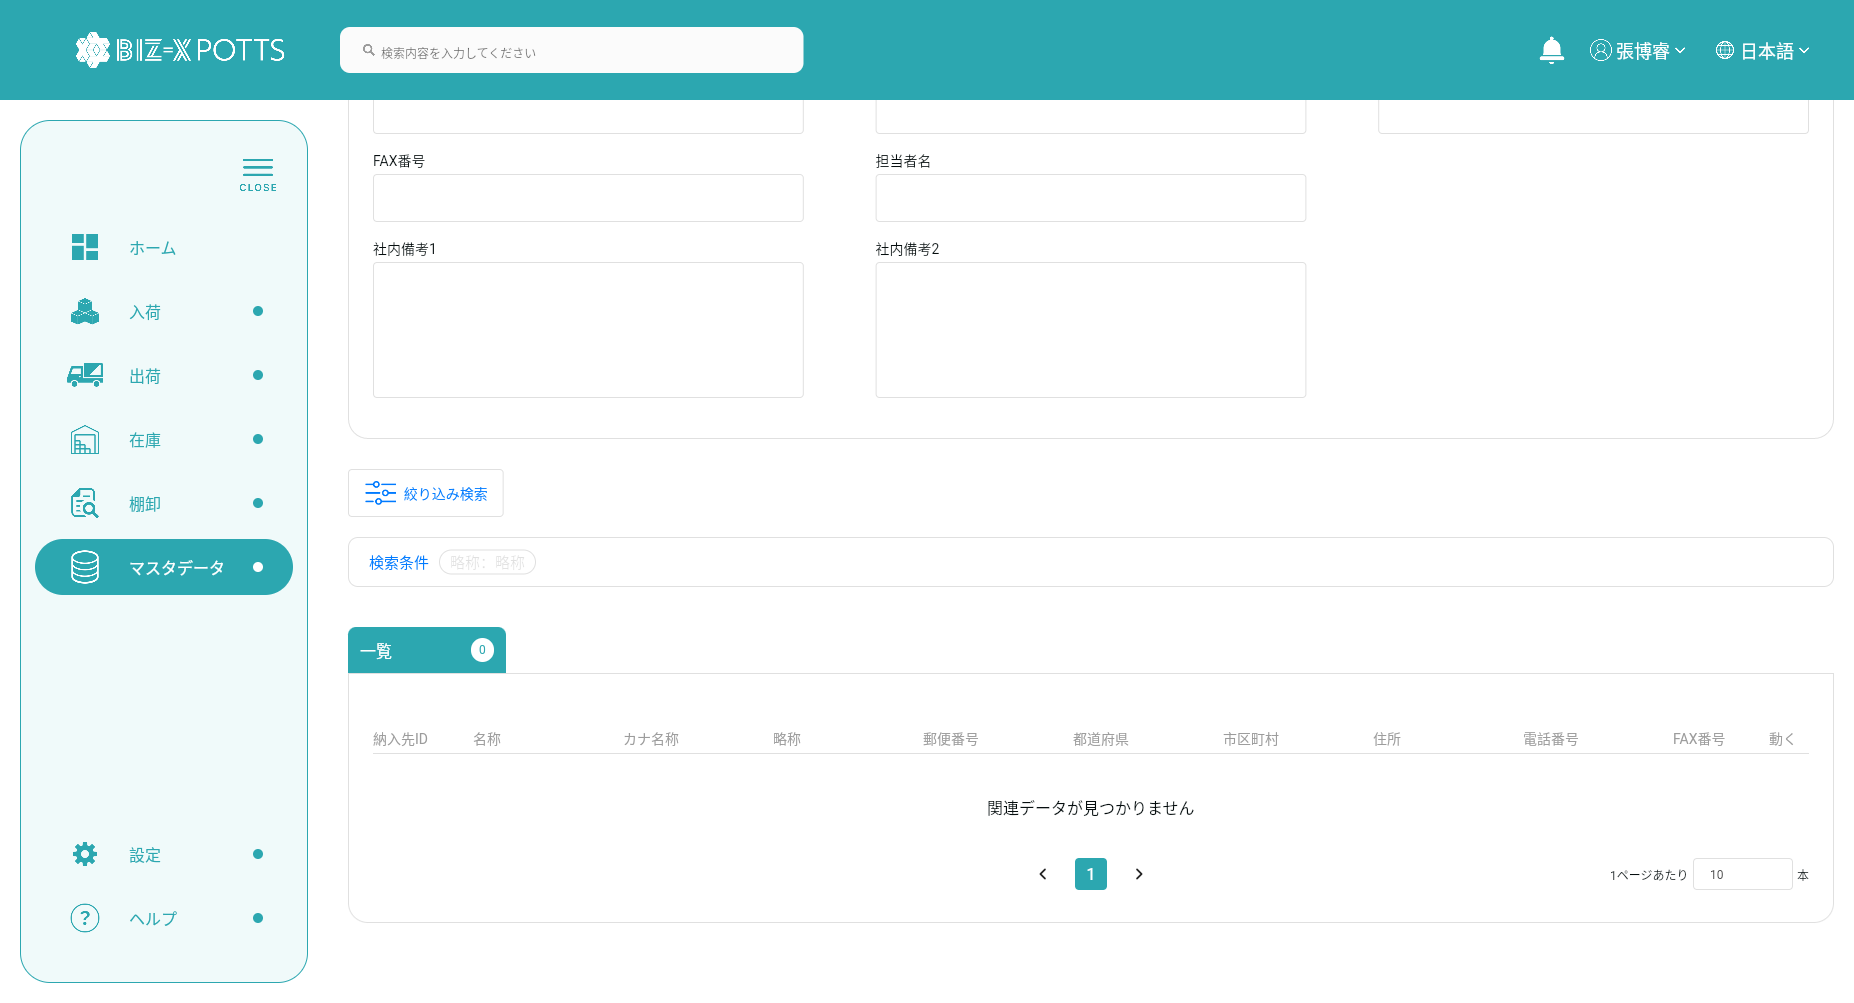 BIZ=X POTTS
検索内容を入力してください
張博睿
日本語
CLOSE
ホーム
入荷
出荷
在庫
棚卸
マスタデータ
設定
? ヘルプ
FAX番号
担当者名
社内備考1
社内備考2
絞り込み検索
検索条件 略称：略称
一覧 0
納入先ID 名称 カナ名称 略称 郵便番号 都道府県 市区町村 住所 電話番号 FAX番号 動く
関連データが見つかりません
1
1ページあたり 10 本